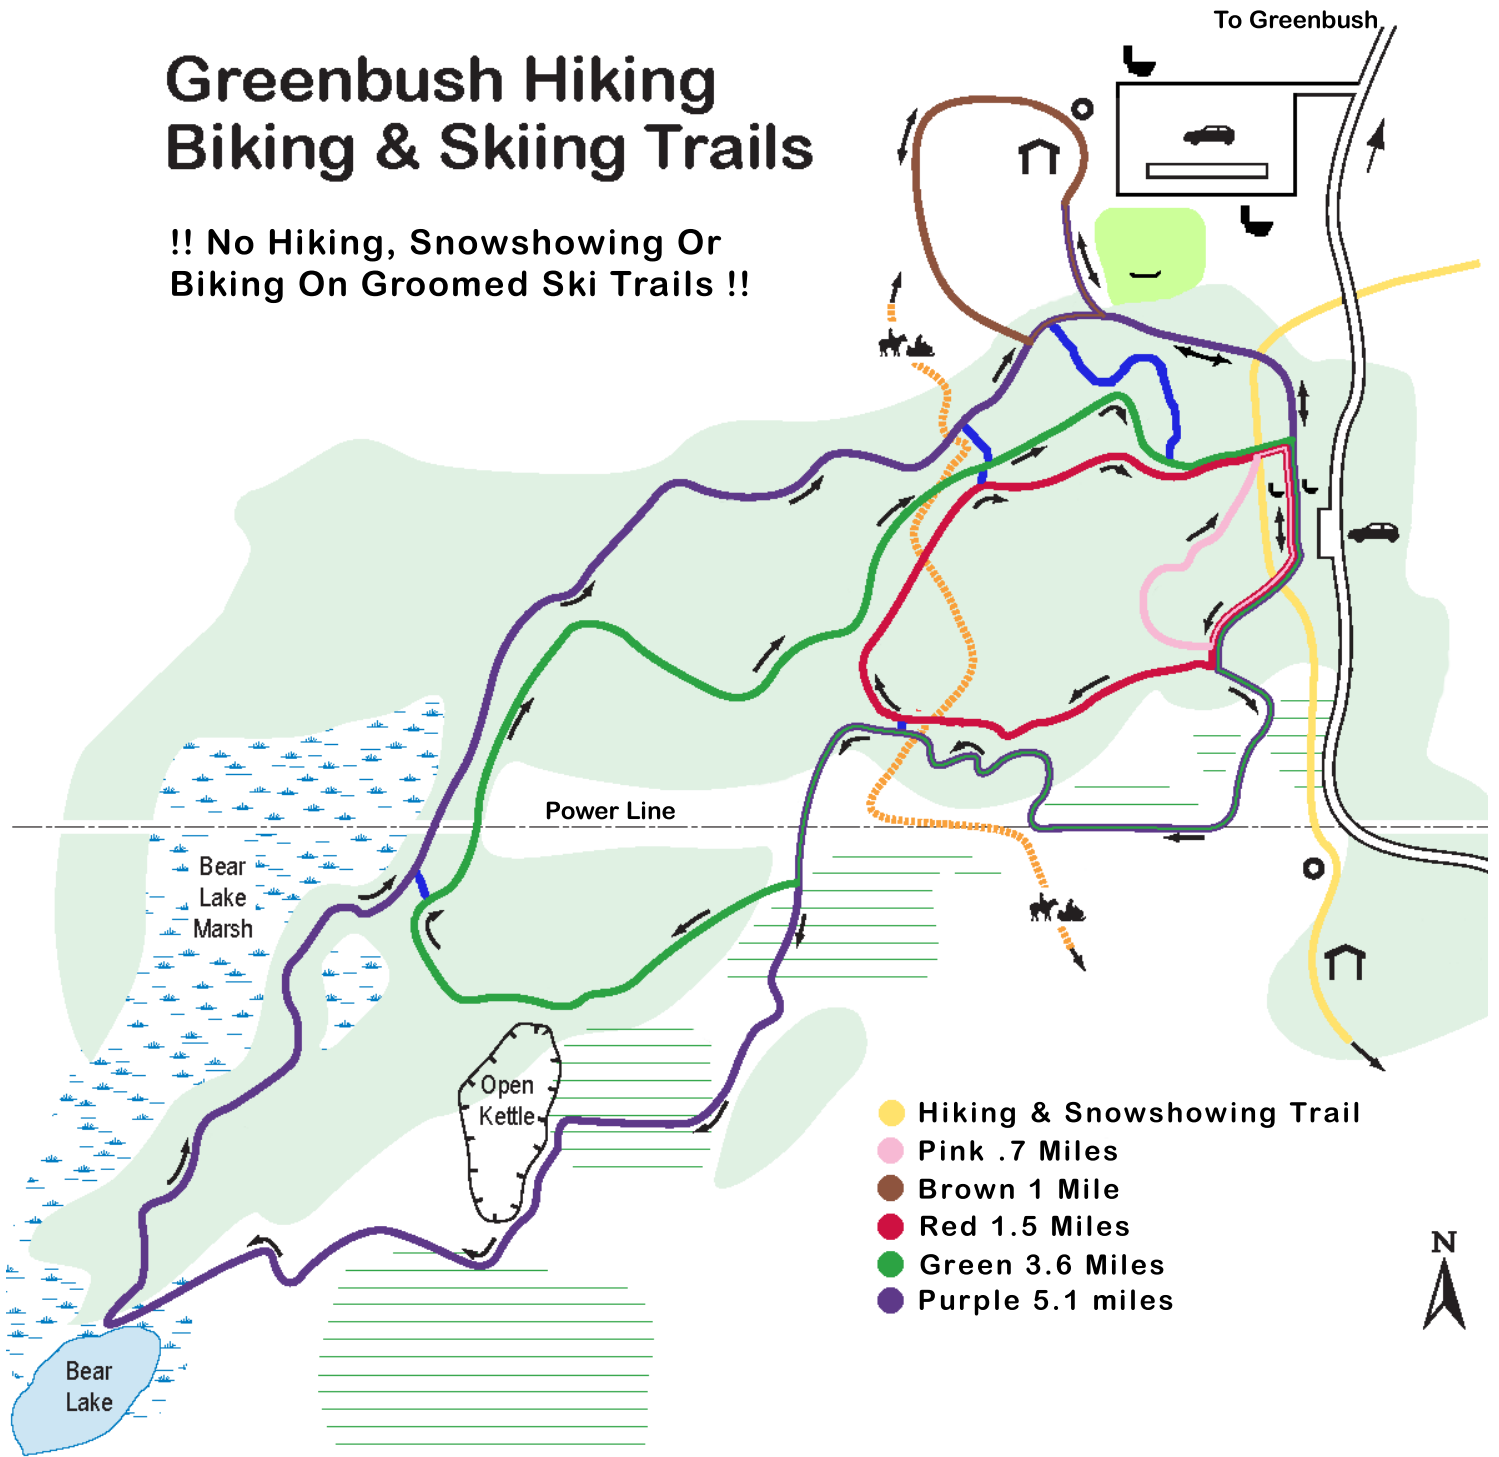 To Greenbush
Greenbush Hiking
Biking & Skiing Trails
!! No Hiking, Snowshowing Or
Biking On Groomed Ski Trails !!
Power Line
Bear
Lake
Marsh
Open
Kettle
Hiking & Snowshowing Trail
Pink .7 Miles
Brown 1 Mile
Red 1.5 Miles
Green 3.6 Miles
Purple 5.1 miles
N
Bear
Lake